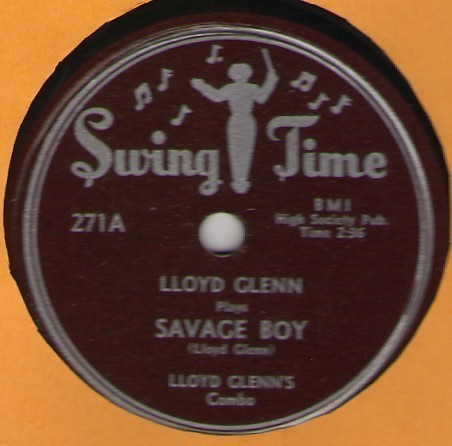 Swing Time
271A
BMI
High Society Pub.
Time 2:36
LLOYD GLENN
Plays
SAVAGE BOY
(Lloyd Glenn)
LLOYD GLENN'S
Combo